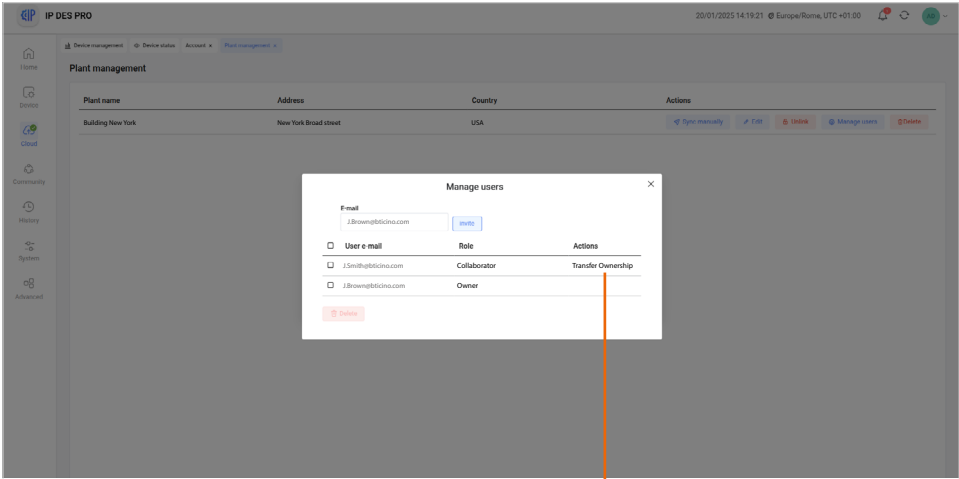 IP DES PRO
20/01/2025 14:19:21 @ Europe/Rome, UTC +01:00
AD
Device management
Device status
Account x
Plant management x
Home
Device
Cloud
Community
History
System
Advanced
Plant management
Plant name Address Country Actions
Building New York New York Broad street USA Sync manually Edit Unlink Manage users Delete
Manage users
E-mail
J.Brown@bticino.com Invite
User e-mail Role Actions
J.Smith@bticino.com Collaborator Transfer Ownership
J.Brown@bticino.com Owner
Delete